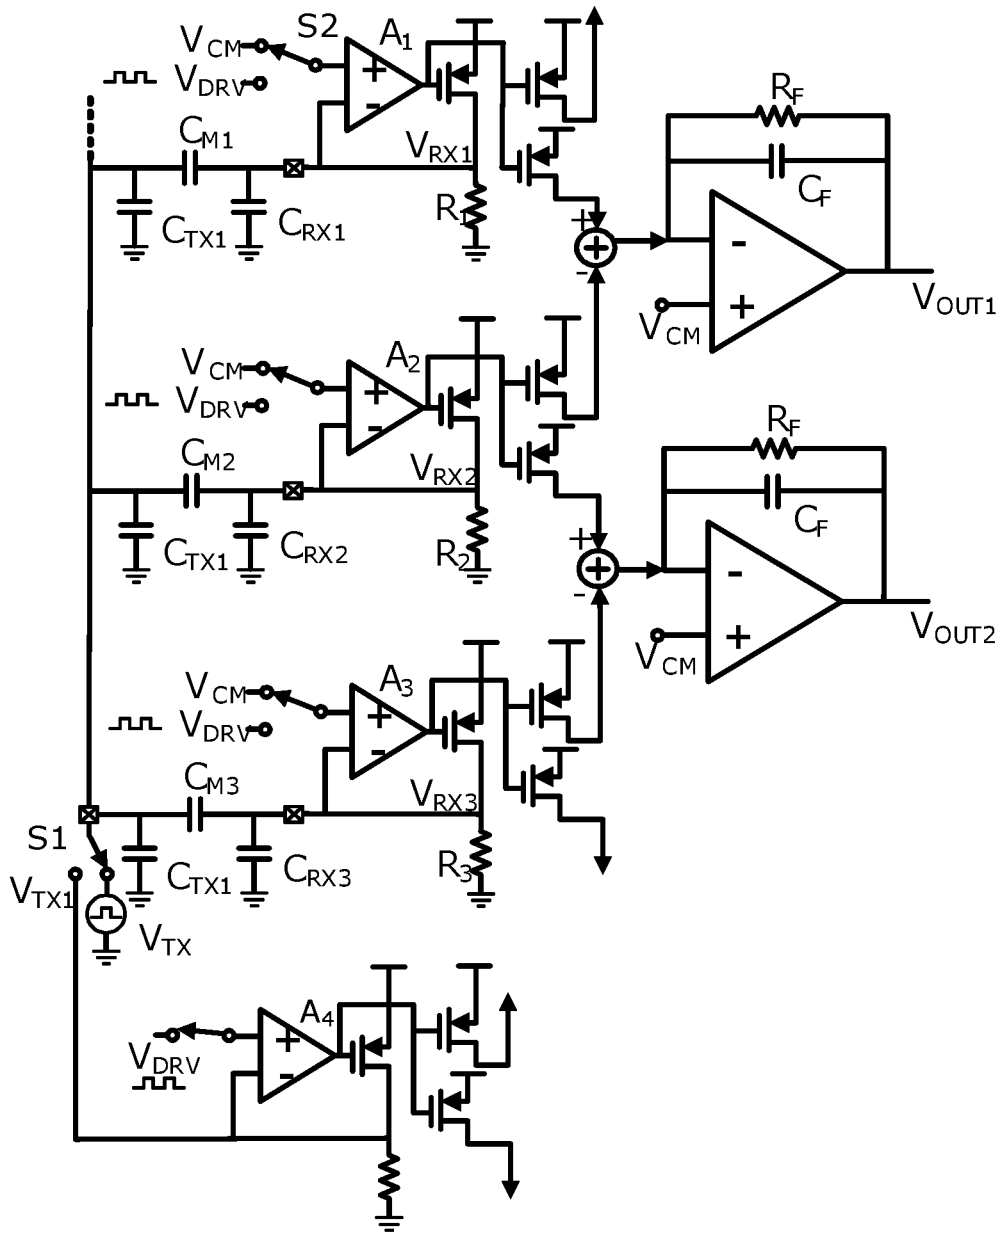 S2
A1
VCM
VDRV
+
-
CM1
VRX1
R1
CTX1
CRX1
+
+
-
RF
CF
-
+
VCM
VOUT1
A2
VCM
VDRV
+
-
CM2
VRX2
R2
CTX1
CRX2
+
+
-
RF
CF
-
+
VCM
VOUT2
A3
VCM
VDRV
+
-
CM3
VRX3
R3
S1
CTX1
CRX3
VTX1
VTX
A4
+
-
VDRV